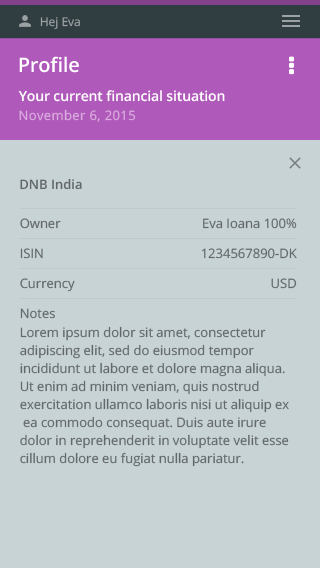 Hej Eva
Profile
Your current financial situation
November 6, 2015
DNB India
Owner Eva Ioana 100%
ISIN 1234567890-DK
Currency USD
Notes
Lorem ipsum dolor sit amet, consectetur
adipiscing elit, sed do eiusmod tempor
incididunt ut labore et dolore magna aliqua.
Ut enim ad minim veniam, quis nostrud
exercitation ullamco laboris nisi ut aliquip ex
ea commodo consequat. Duis aute irure
dolor in reprehenderit in voluptate velit esse
cillum dolore eu fugiat nulla pariatur.